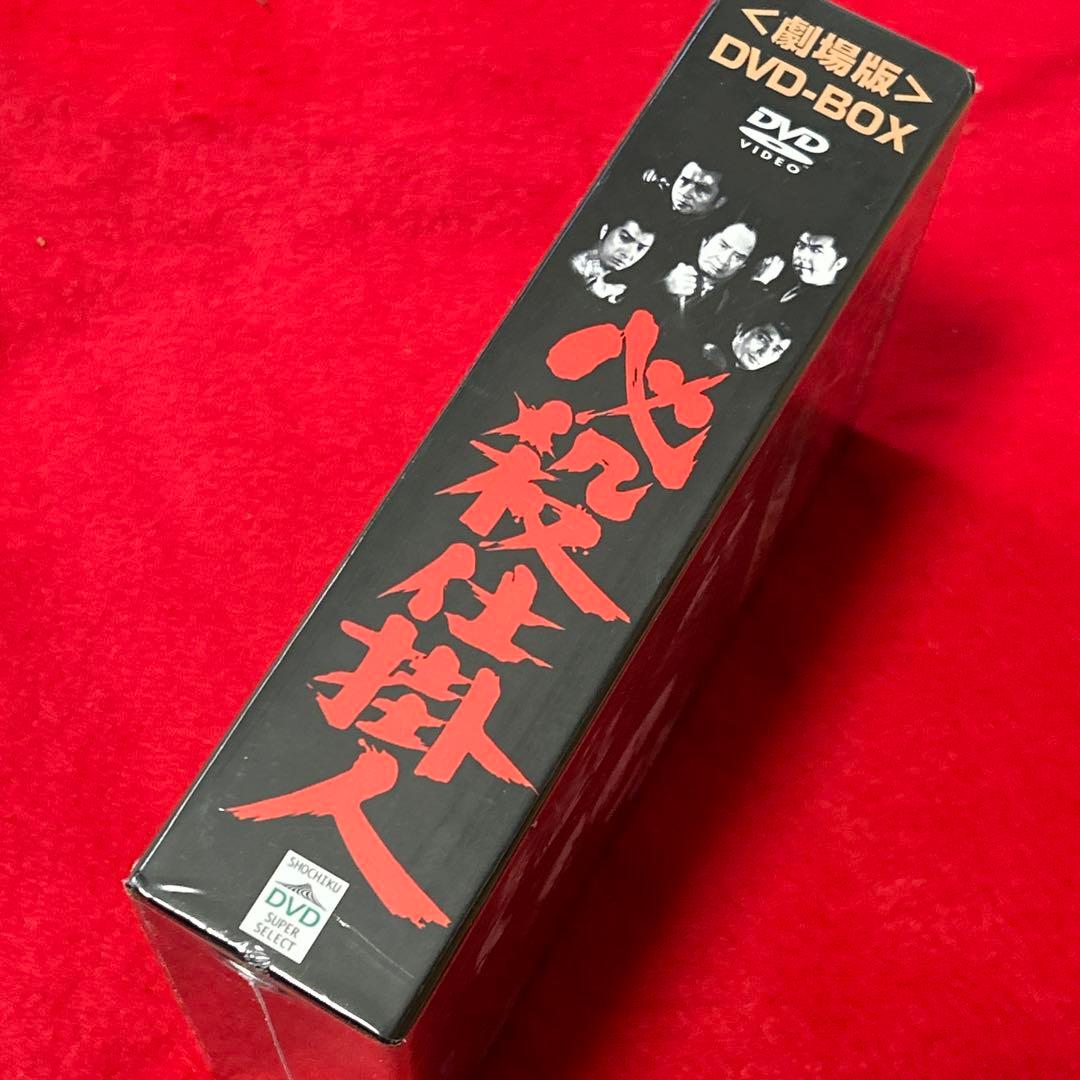 <劇場版>
DVD-BOX
DVD
VIDEO
必殺仕掛人
SHOCHIKU
DVD
SUPER
SELECT